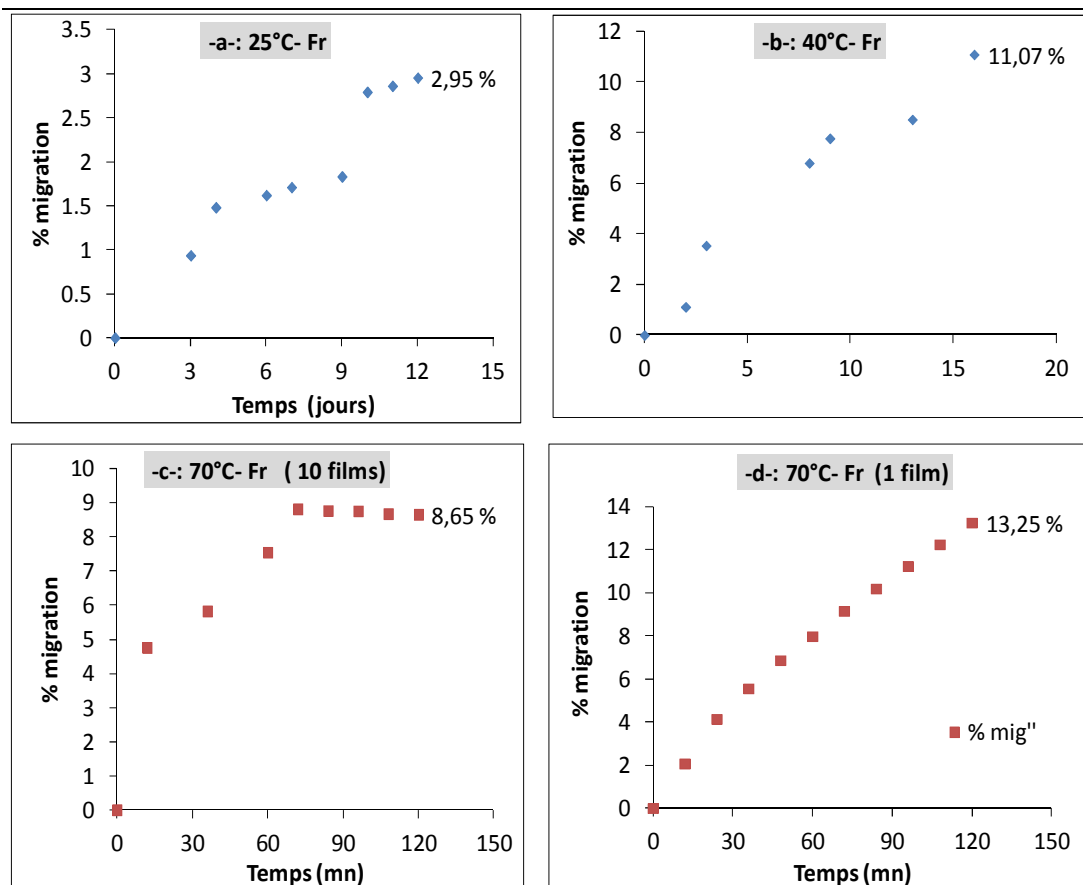 -a-: 25°C- Fr
3.5
3
2.5
2
1.5
1
0.5
0
% migration
2,95 %
0 3 6 9 12 15
Temps (jours)
-b-: 40°C- Fr
12
10
8
6
4
2
0
% migration
11,07 %
0 5 10 15 20
-c-: 70°C- Fr ( 10 films)
10
9
8
7
6
5
4
3
2
1
0
% migration
8,65 %
0 30 60 90 120 150
Temps (mn)
-d-: 70°C- Fr (1 film)
14
12
10
8
6
4
2
0
% migration
13,25 %
% mig''
0 30 60 90 120 150
Temps (mn)